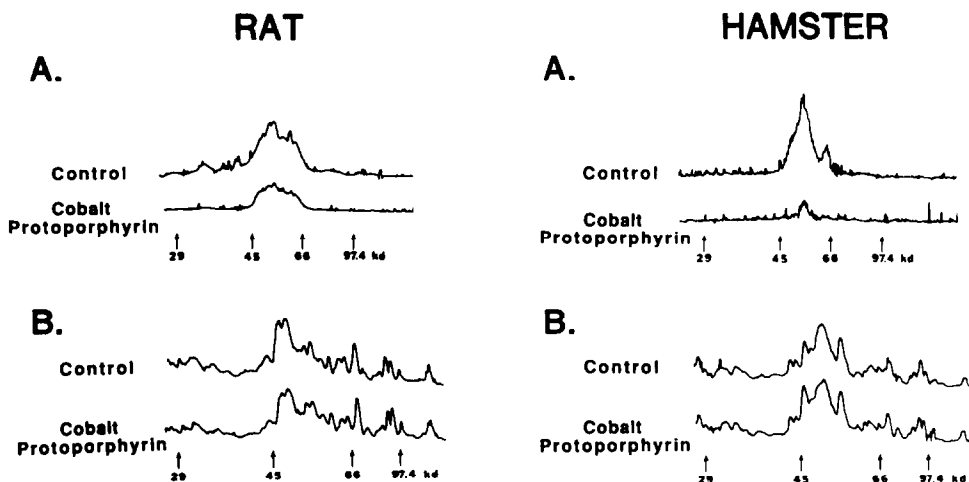 RAT
A.
Control
Cobalt
Protoporphyrin
29 45 66 97.4 kd
B.
Control
Cobalt
Protoporphyrin
29 45 66 97.4 kd
HAMSTER
A.
Control
Cobalt
Protoporphyrin
29 45 66 97.4 kd
B.
Control
Cobalt
Protoporphyrin
29 45 66 97.4 kd